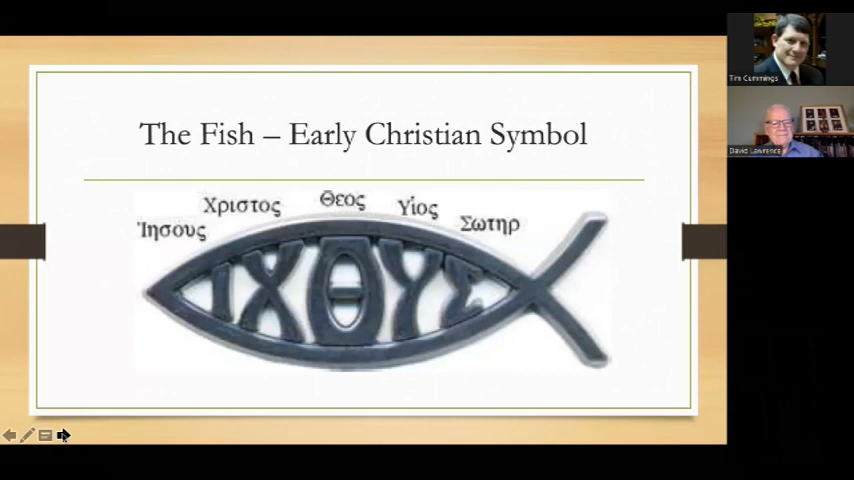 The Fish – Early Christian Symbol
Ἰησους Χριστος Θεος Υἱος Σωτηρ
ΙΧΘΥΣ
Tim Cummings
David Lawrence